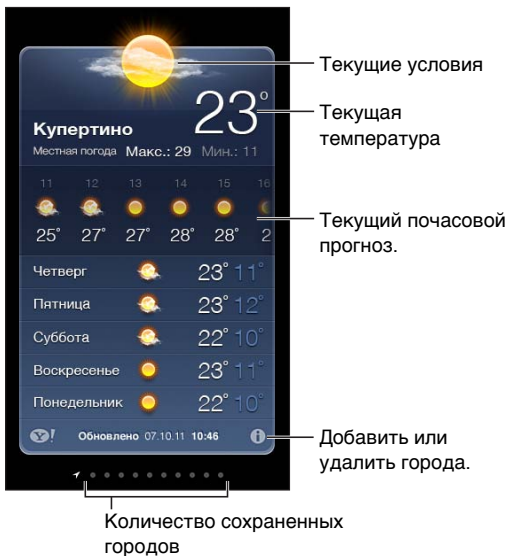 Текущие условия
23°
Текущая
температура
Купертино
Местная погода Макс.: 29 Мин.: 11
11 12 13 14 15 16
25° 27° 27° 28° 28° 2
Текущий почасовой
прогноз.
Четверг 23° 11°
Пятница 23° 12°
Суббота 22° 10°
Воскресенье 23° 11°
Понедельник 22° 10°
Y! Обновлено 07.10.11 10:46 i
Добавить или
удалить города.
Количество сохраненных
городов